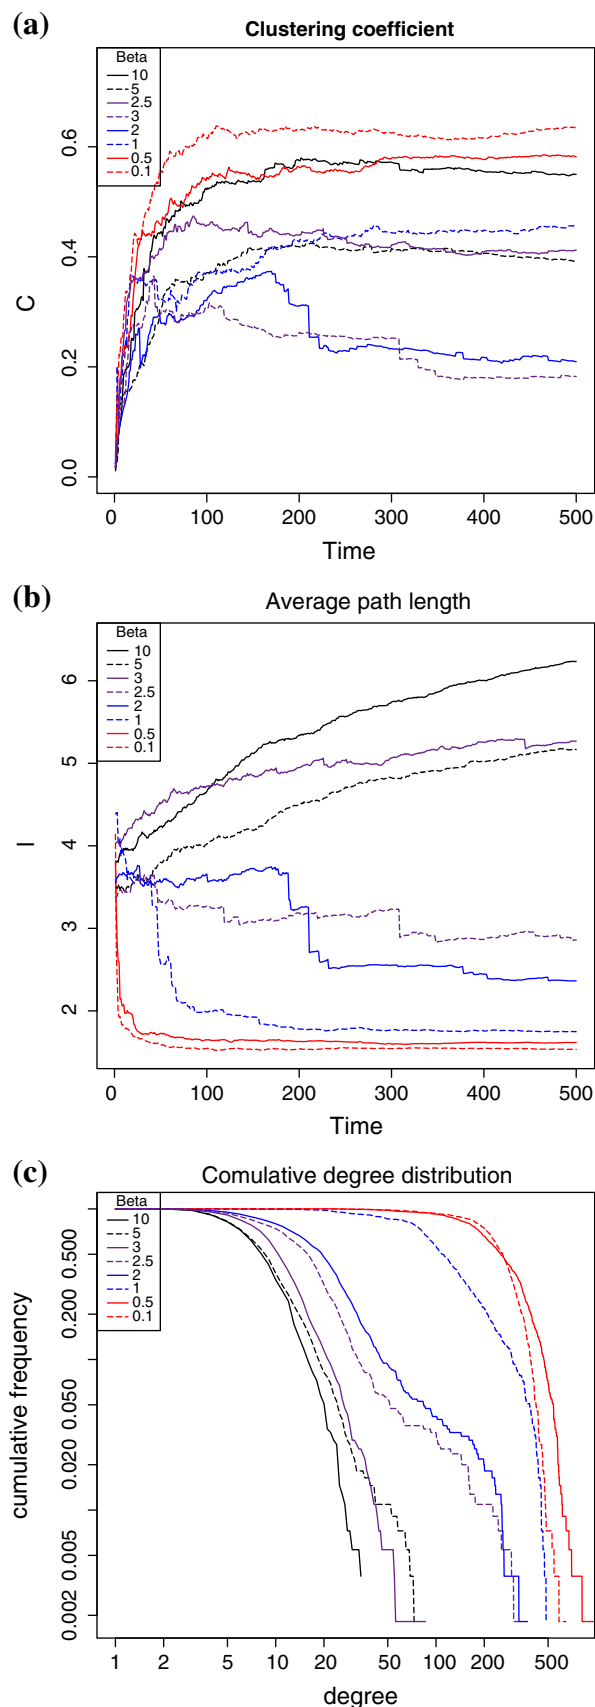 (a)
Clustering coefficient
Beta
10
5
2.5
3
2
1
0.5
0.1
C
0.0 0.2 0.4 0.6
0 100 200 300 400 500
Time
(b)
Average path length
Beta
10
5
3
2.5
2
1
0.5
0.1
l
2 3 4 5 6
0 100 200 300 400 500
Time
(c)
Comulative degree distribution
Beta
10
5
3
2.5
2
1
0.5
0.1
cumulative frequency
0.002 0.005 0.020 0.050 0.200 0.500
1 2 5 10 20 50 100 200 500
degree